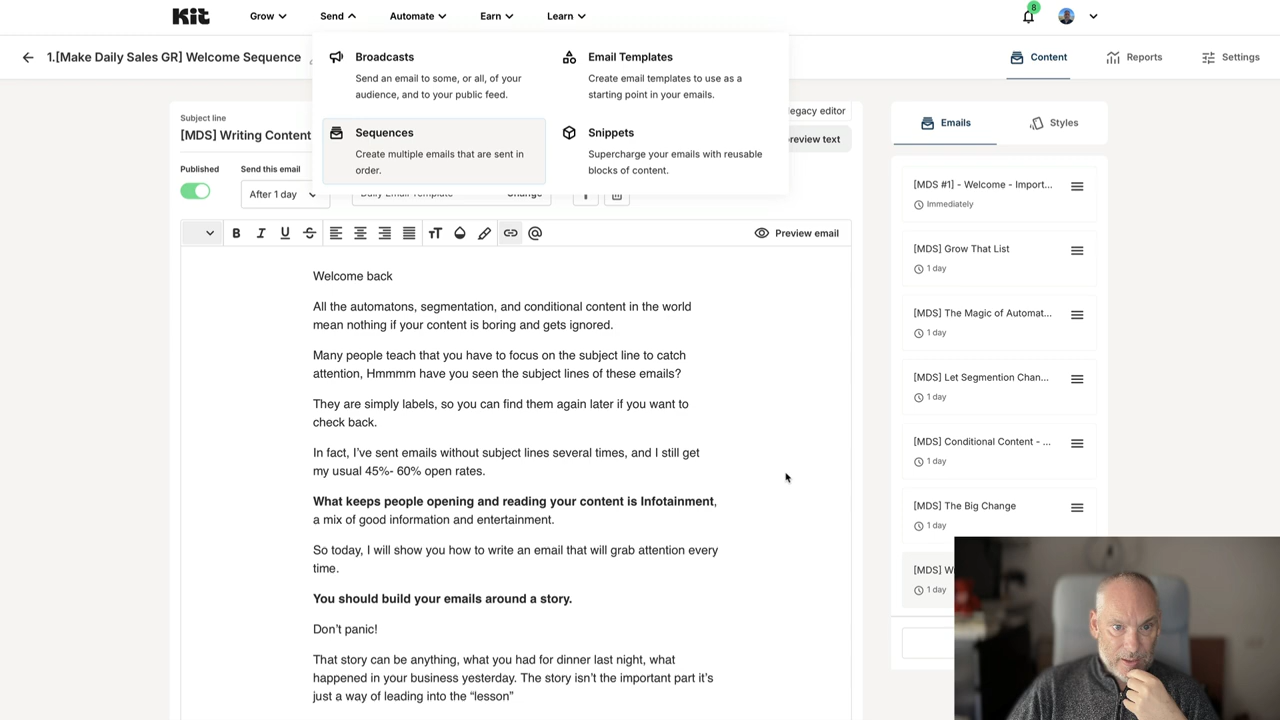 Kit
Grow
Send
Automate
Earn
Learn
8
1.[Make Daily Sales GR] Welcome Sequence
Content
Reports
Settings
Broadcasts
Send an email to some, or all, of your
audience, and to your public feed.
Email Templates
Create email templates to use as a
starting point in your emails.
Sequences
Create multiple emails that are sent in
order.
Snippets
Supercharge your emails with reusable
blocks of content.
Subject line
[MDS] Writing Content
legacy editor
review text
Published
Send this email
After 1 day
Daily Email Template
Change
B I U S
TT
@
Preview email
Welcome back
All the automatons, segmentation, and conditional content in the world
mean nothing if your content is boring and gets ignored.
Many people teach that you have to focus on the subject line to catch
attention, Hmmmm have you seen the subject lines of these emails?
They are simply labels, so you can find them again later if you want to
check back.
In fact, I've sent emails without subject lines several times, and I still get
my usual 45%- 60% open rates.
What keeps people opening and reading your content is Infotainment,
a mix of good information and entertainment.
So today, I will show you how to write an email that will grab attention every
time.
You should build your emails around a story.
Don't panic!
That story can be anything, what you had for dinner last night, what
happened in your business yesterday. The story isn't the important part it's
just a way of leading into the “lesson”
Emails
Styles
[MDS #1] - Welcome - Import...
Immediately
[MDS] Grow That List
1 day
[MDS] The Magic of Automat...
1 day
[MDS] Let Segmention Chan...
1 day
[MDS] Conditional Content - ...
1 day
[MDS] The Big Change
1 day
[MDS] W
1 day